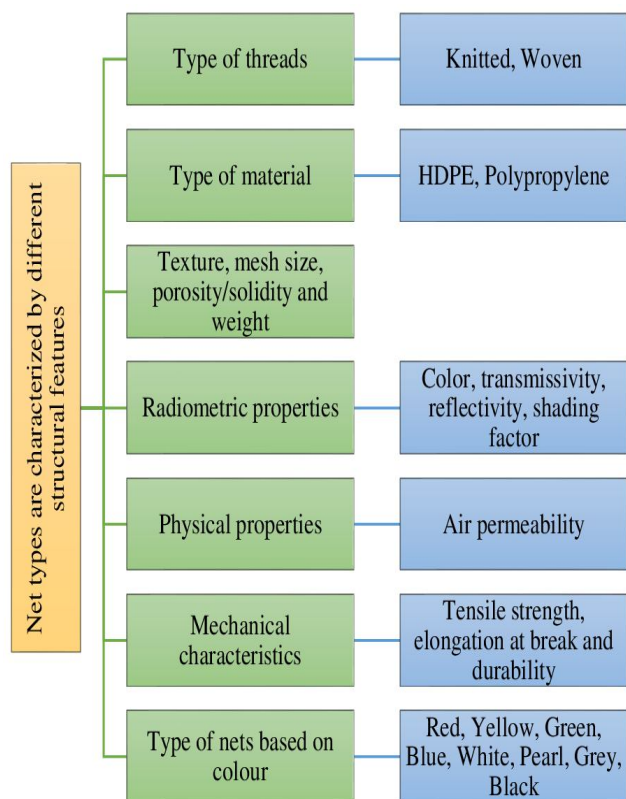 Net types are characterized by different
structural features
Type of threads
Knitted, Woven
Type of material
HDPE, Polypropylene
Texture, mesh size,
porosity/solidity and
weight
Radiometric properties
Color, transmissivity,
reflectivity, shading
factor
Physical properties
Air permeability
Mechanical
characteristics
Tensile strength,
elongation at break and
durability
Type of nets based on
colour
Red, Yellow, Green,
Blue, White, Pearl, Grey,
Black